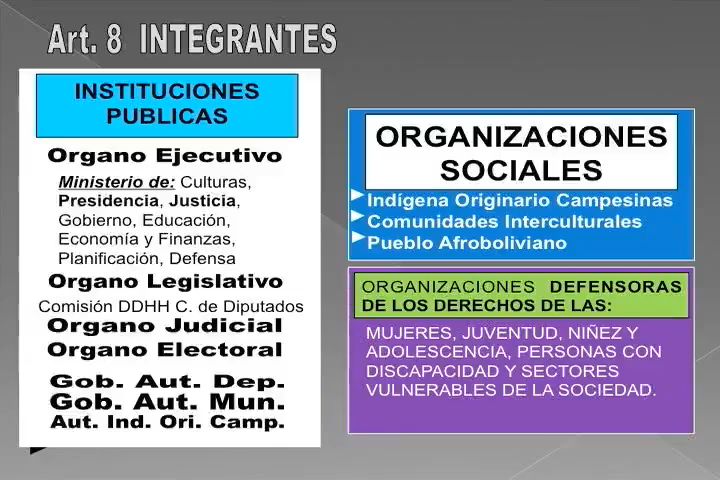 Art. 8 INTEGRANTES
INSTITUCIONES
PUBLICAS
Organo Ejecutivo
Ministerio de: Culturas,
Presidencia, Justicia,
Gobierno, Educación,
Economía y Finanzas,
Planificación, Defensa
Organo Legislativo
Comisión DDHH C. de Diputados
Organo Judicial
Organo Electoral
Gob. Aut. Dep.
Gob. Aut. Mun.
Aut. Ind. Ori. Camp.
ORGANIZACIONES
SOCIALES
Indígena Originario Campesinas
Comunidades Interculturales
Pueblo Afroboliviano
ORGANIZACIONES DEFENSORAS
DE LOS DERECHOS DE LAS:
MUJERES, JUVENTUD, NIÑEZ Y
ADOLESCENCIA, PERSONAS CON
DISCAPACIDAD Y SECTORES
VULNERABLES DE LA SOCIEDAD.